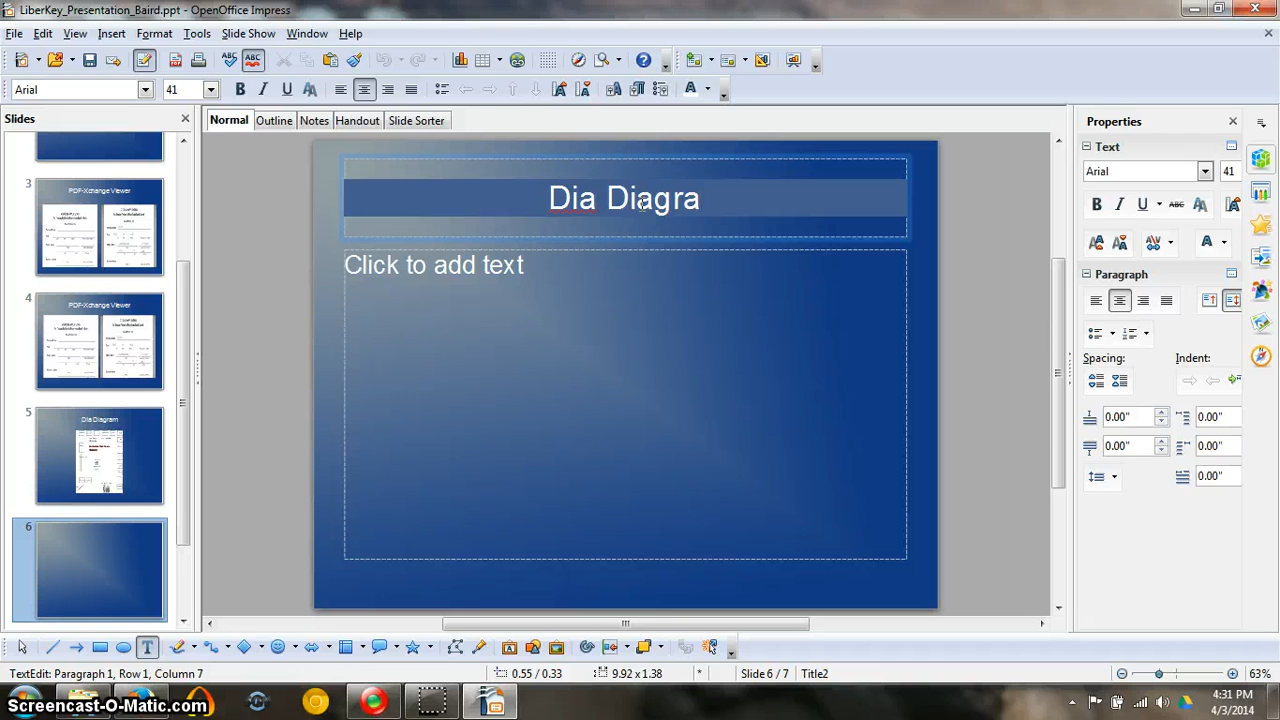 LiberKey_Presentation_Baird.ppt - OpenOffice Impress
File Edit View Insert Format Tools Slide Show Window Help
Arial 41
Slides
Normal Outline Notes Handout Slide Sorter
Properties
Text
Arial 41
Paragraph
Spacing: Indent:
0.00" 0.00"
0.00" 0.00"
0.00"
3
PDF-Xchange Viewer
4
PDF-Xchange Viewer
5
Dia Diagram
6
Dia Diagra
Click to add text
TextEdit: Paragraph 1, Row 1, Column 7
0.55 / 0.33
9.92 x 1.38
*
Slide 6 / 7
Title2
63%
Screencast-O-Matic.com
4:31 PM
4/3/2014